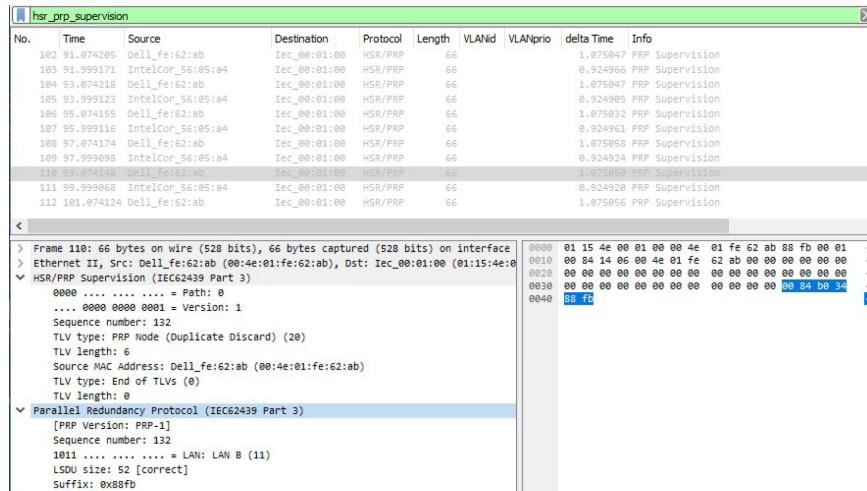 hsr_prp_supervision
No. Time Source Destination Protocol Length VLANid VLANprio delta Time Info
102 91.074205 Dell_fe:62:ab Iec_00:01:00 HSR/PRP 66 1.075047 PRP Supervision
103 91.999171 IntelCor_56:05:a4 Iec_00:01:00 HSR/PRP 66 0.924966 PRP Supervision
104 93.074218 Dell_fe:62:ab Iec_00:01:00 HSR/PRP 66 1.075047 PRP Supervision
105 93.999123 IntelCor_56:05:a4 Iec_00:01:00 HSR/PRP 66 0.924905 PRP Supervision
106 95.074155 Dell_fe:62:ab Iec_00:01:00 HSR/PRP 66 1.075032 PRP Supervision
107 95.999116 IntelCor_56:05:a4 Iec_00:01:00 HSR/PRP 66 0.924961 PRP Supervision
108 97.074174 Dell_fe:62:ab Iec_00:01:00 HSR/PRP 66 1.075058 PRP Supervision
109 97.999098 IntelCor_56:05:a4 Iec_00:01:00 HSR/PRP 66 0.924924 PRP Supervision
110 99.074148 Dell_fe:62:ab Iec_00:01:00 HSR/PRP 66 1.075050 PRP Supervision
111 99.999068 IntelCor_56:05:a4 Iec_00:01:00 HSR/PRP 66 0.924920 PRP Supervision
112 101.074124 Dell_fe:62:ab Iec_00:01:00 HSR/PRP 66 1.075056 PRP Supervision
Frame 110: 66 bytes on wire (528 bits), 66 bytes captured (528 bits) on interface
Ethernet II, Src: Dell_fe:62:ab (00:4e:01:fe:62:ab), Dst: Iec_00:01:00 (01:15:4e:0
HSR/PRP Supervision (IEC62439 Part 3)
0000 .... .... .... = Path: 0
.... 0000 0000 0001 = Version: 1
Sequence number: 132
TLV type: PRP Node (Duplicate Discard) (20)
TLV length: 6
Source MAC Address: Dell_fe:62:ab (00:4e:01:fe:62:ab)
TLV type: End of TLVs (0)
TLV length: 0
Parallel Redundancy Protocol (IEC62439 Part 3)
[PRP Version: PRP-1]
Sequence number: 132
1011 .... .... .... = LAN: LAN B (11)
LSDU size: 52 [correct]
Suffix: 0x88fb
0000 01 15 4e 00 01 00 00 4e 01 fe 62 ab 88 fb 00 01
0010 00 84 14 06 00 4e 01 fe 62 ab 00 00 00 00 00 00
0020 00 00 00 00 00 00 00 00 00 00 00 00 00 00 00 00
0030 00 00 00 00 00 00 00 00 00 00 00 00 00 84 b0 34
0040 88 fb